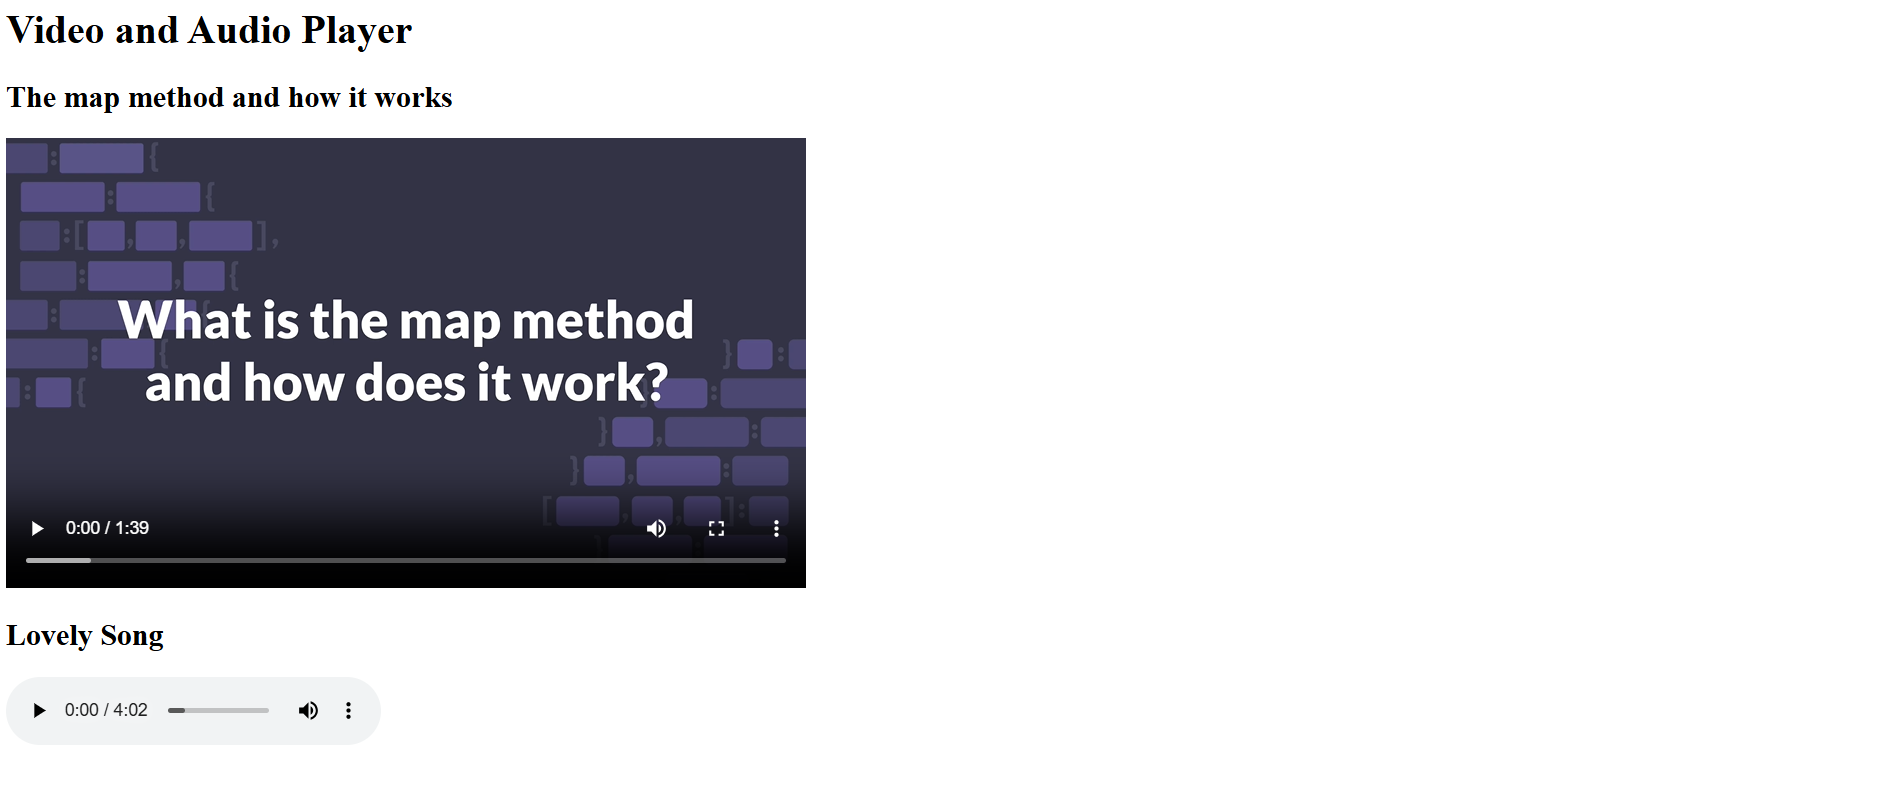 Video and Audio Player
The map method and how it works
What is the map method
and how does it work?
0:00 / 1:39
Lovely Song
0:00 / 4:02